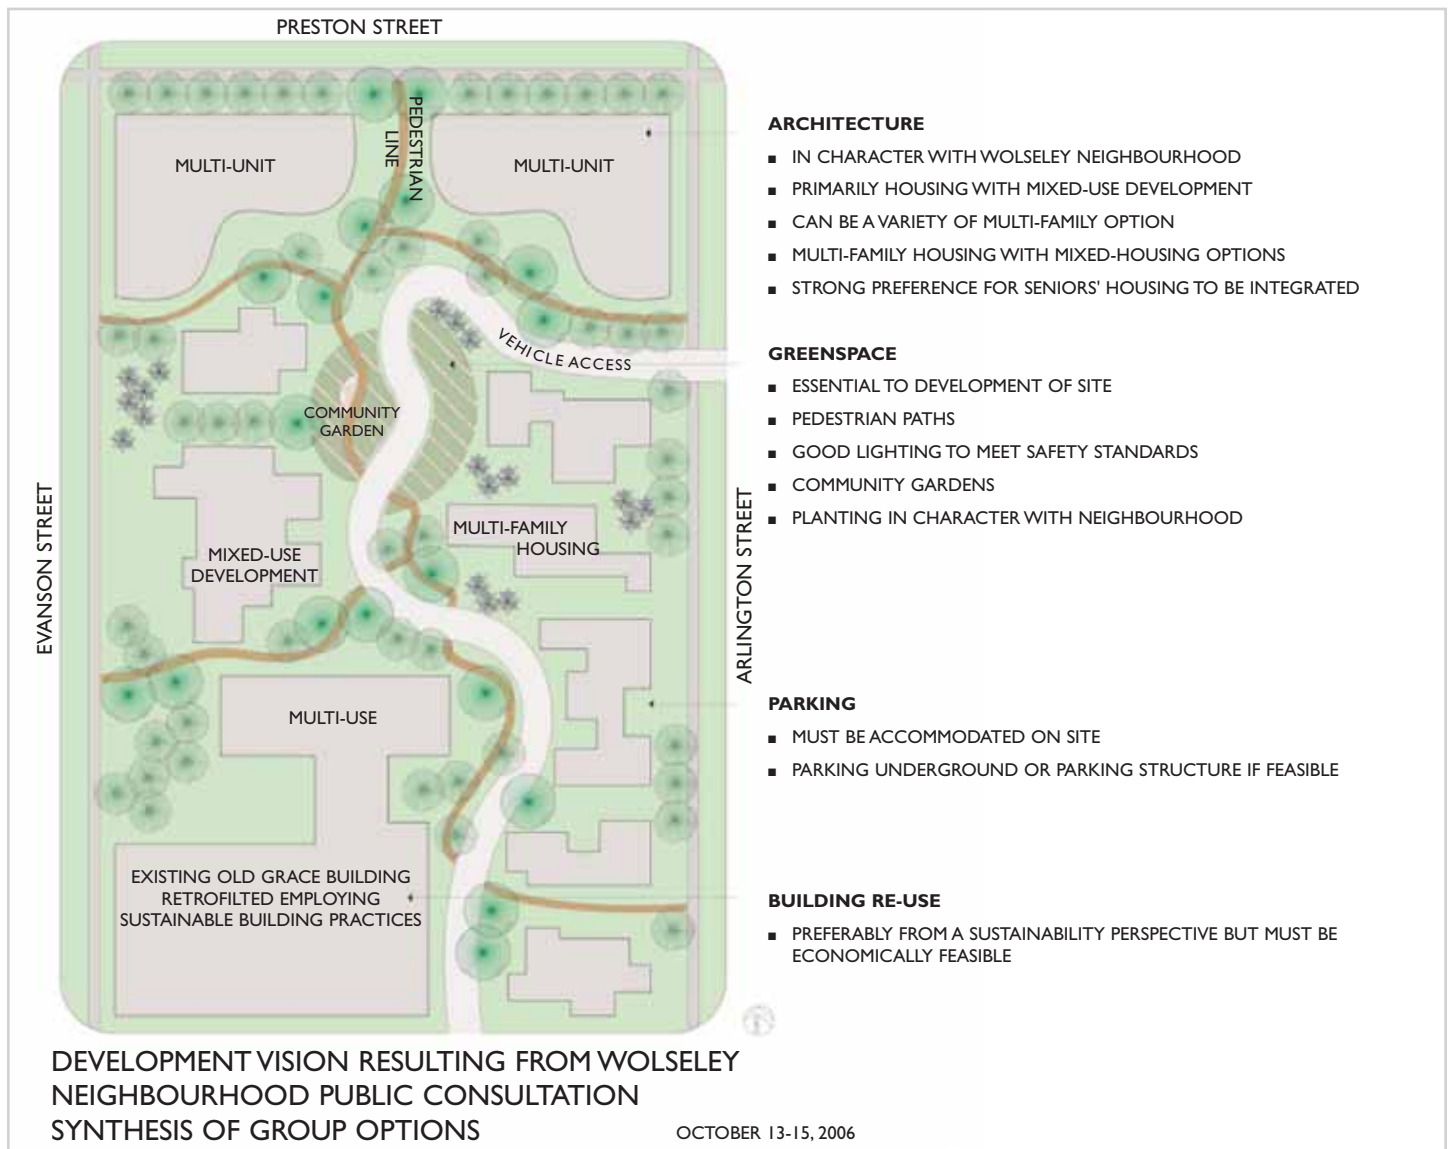 PRESTON STREET
PEDESTRIAN
LINE
MULTI-UNIT
MULTI-UNIT
VEHICLE ACCESS
COMMUNITY
GARDEN
EVANSON STREET
ARLINGTON STREET
MULTI-FAMILY
HOUSING
MIXED-USE
DEVELOPMENT
MULTI-USE
EXISTING OLD GRACE BUILDING
RETROFILTED EMPLOYING
SUSTAINABLE BUILDING PRACTICES
ARCHITECTURE
▪ IN CHARACTER WITH WOLSELEY NEIGHBOURHOOD
▪ PRIMARILY HOUSING WITH MIXED-USE DEVELOPMENT
▪ CAN BE A VARIETY OF MULTI-FAMILY OPTION
▪ MULTI-FAMILY HOUSING WITH MIXED-HOUSING OPTIONS
▪ STRONG PREFERENCE FOR SENIORS' HOUSING TO BE INTEGRATED
GREENSPACE
▪ ESSENTIAL TO DEVELOPMENT OF SITE
▪ PEDESTRIAN PATHS
▪ GOOD LIGHTING TO MEET SAFETY STANDARDS
▪ COMMUNITY GARDENS
▪ PLANTING IN CHARACTER WITH NEIGHBOURHOOD
PARKING
▪ MUST BE ACCOMMODATED ON SITE
▪ PARKING UNDERGROUND OR PARKING STRUCTURE IF FEASIBLE
BUILDING RE-USE
▪ PREFERABLY FROM A SUSTAINABILITY PERSPECTIVE BUT MUST BE
ECONOMICALLY FEASIBLE
DEVELOPMENT VISION RESULTING FROM WOLSELEY
NEIGHBOURHOOD PUBLIC CONSULTATION
SYNTHESIS OF GROUP OPTIONS
OCTOBER 13-15, 2006